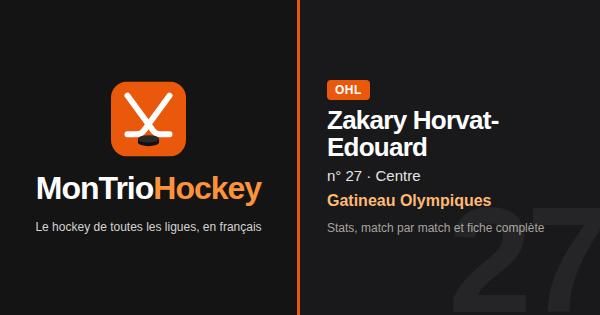 MonTrioHockey
Le hockey de toutes les ligues, en français
OHL
Zakary Horvat-
Edouard
n° 27 · Centre
Gatineau Olympiques
Stats, match par match et fiche complète
27